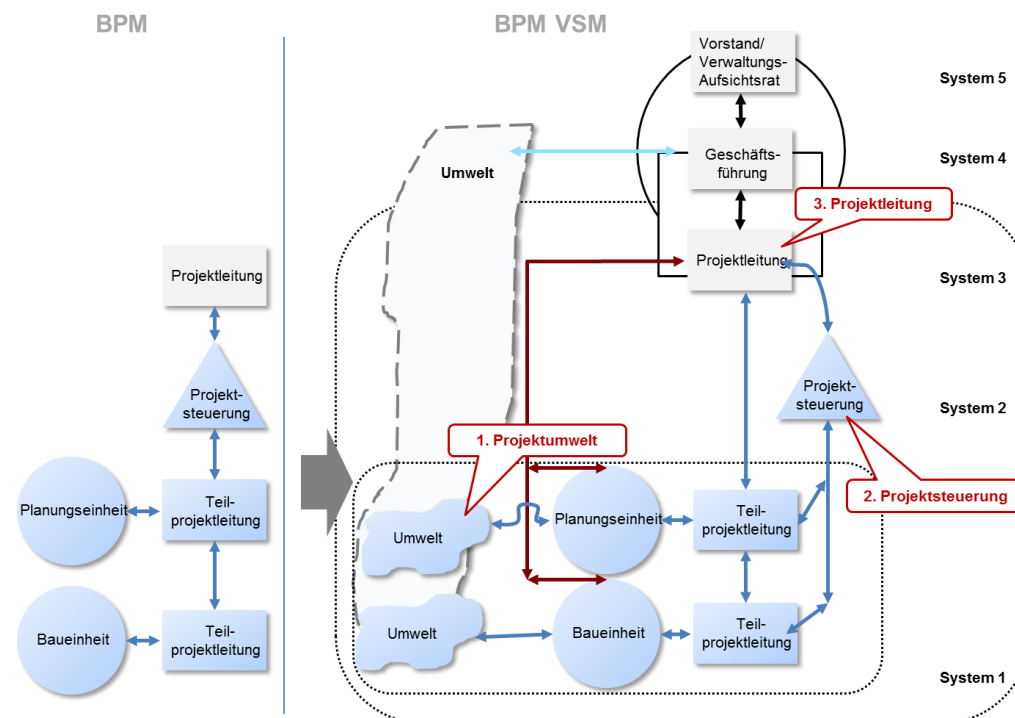 BPM
BPM VSM
Projektleitung
Projekt-
steuerung
Planungseinheit
Teil-
projektleitung
Baueinheit
Teil-
projektleitung
Vorstand/
Verwaltungs-
Aufsichtsrat
System 5
Geschäfts-
führung
System 4
Umwelt
3. Projektleitung
Projektleitung
System 3
Projekt-
steuerung
System 2
1. Projektumwelt
2. Projektsteuerung
Umwelt
Planungseinheit
Teil-
projektleitung
Umwelt
Baueinheit
Teil-
projektleitung
System 1